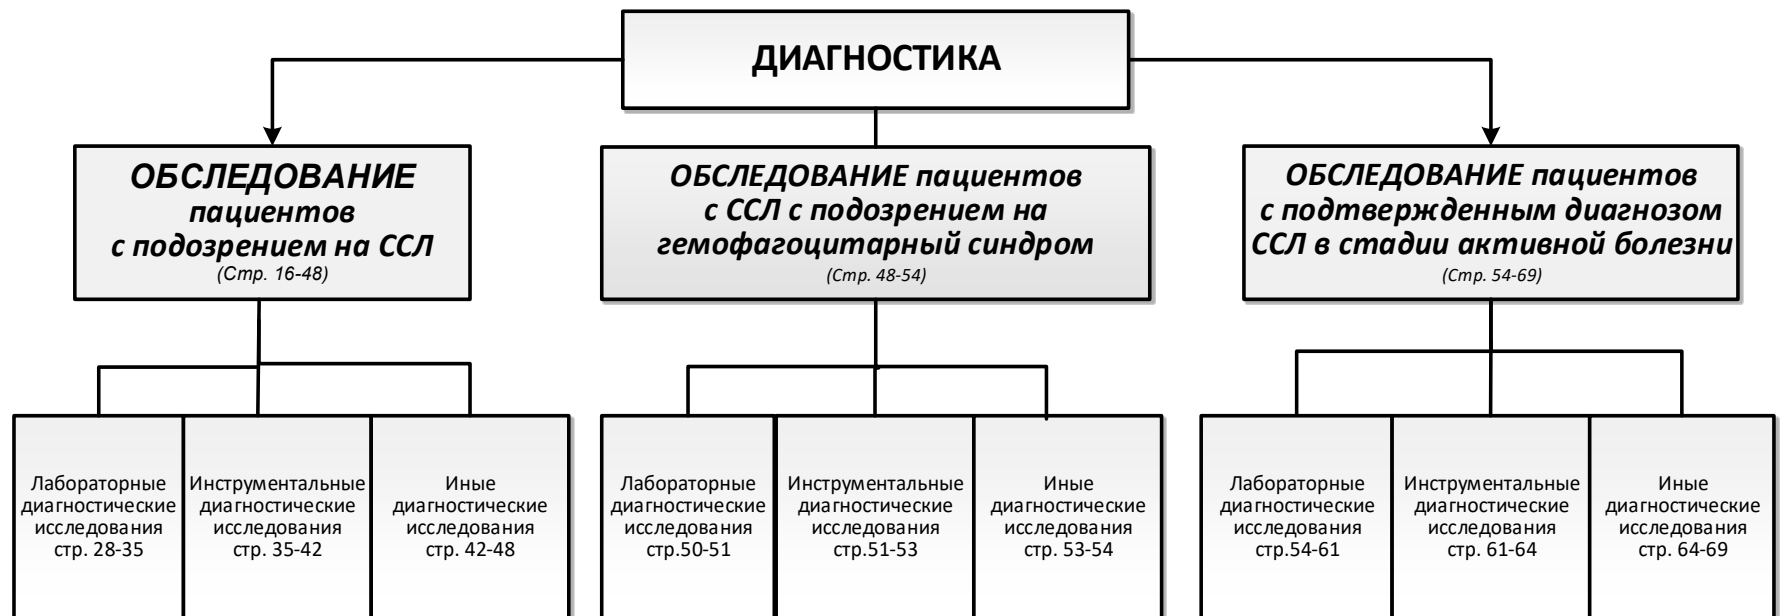 ДИАГНОСТИКА
ОБСЛЕДОВАНИЕ
пациентов
с подозрением на ССЛ
(Стр. 16-48)
ОБСЛЕДОВАНИЕ пациентов
с ССЛ с подозрением на
гемофагоцитарный синдром
(Стр. 48-54)
ОБСЛЕДОВАНИЕ пациентов
с подтвержденным диагнозом
ССЛ в стадии активной болезни
(Стр. 54-69)
Лабораторные
диагностические
исследования
стр. 28-35
Инструментальные
диагностические
исследования
стр. 35-42
Иные
диагностические
исследования
стр. 42-48
Лабораторные
диагностические
исследования
стр.50-51
Инструментальные
диагностические
исследования
стр.51-53
Иные
диагностические
исследования
стр. 53-54
Лабораторные
диагностические
исследования
стр.54-61
Инструментальные
диагностические
исследования
стр. 61-64
Иные
диагностические
исследования
стр. 64-69